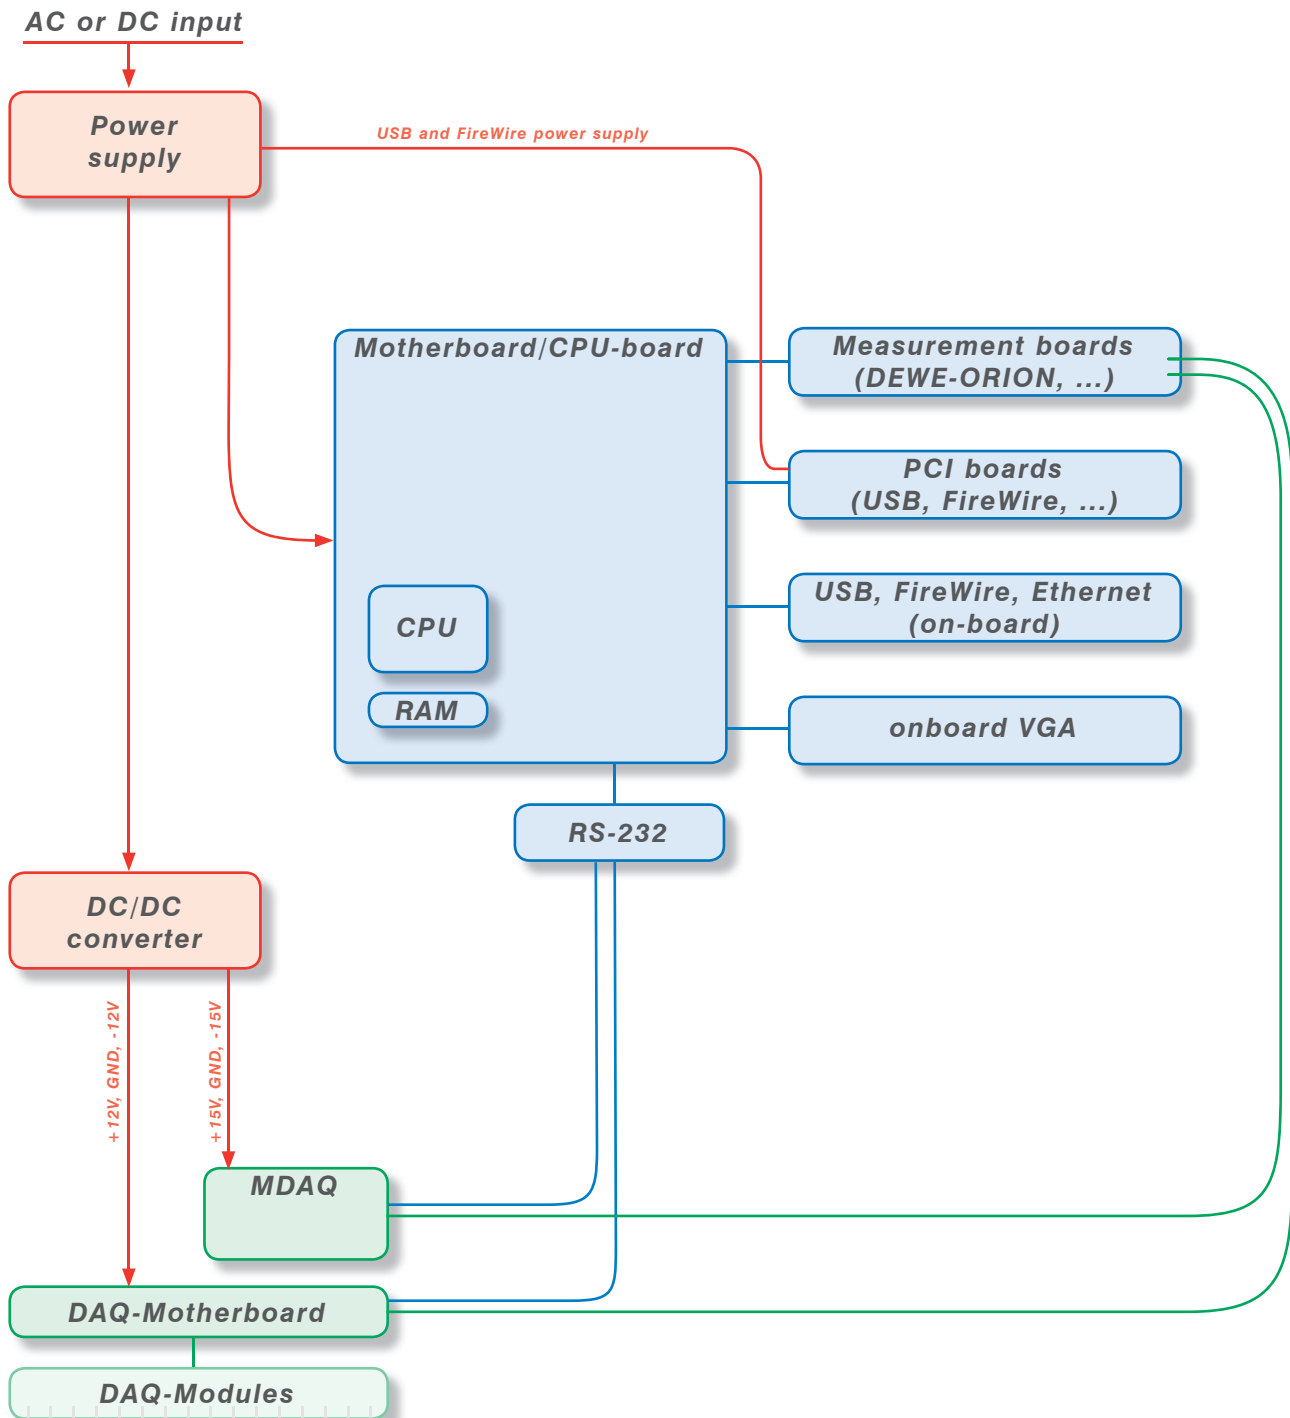 AC or DC input
Power
supply
USB and FireWire power supply
Motherboard/CPU-board
Measurement boards
(DEWE-ORION, ...)
PCI boards
(USB, FireWire, ...)
USB, FireWire, Ethernet
(on-board)
CPU
RAM
onboard VGA
RS-232
DC/DC
converter
+12V, GND, -12V
+15V, GND, -15V
MDAQ
DAQ-Motherboard
DAQ-Modules